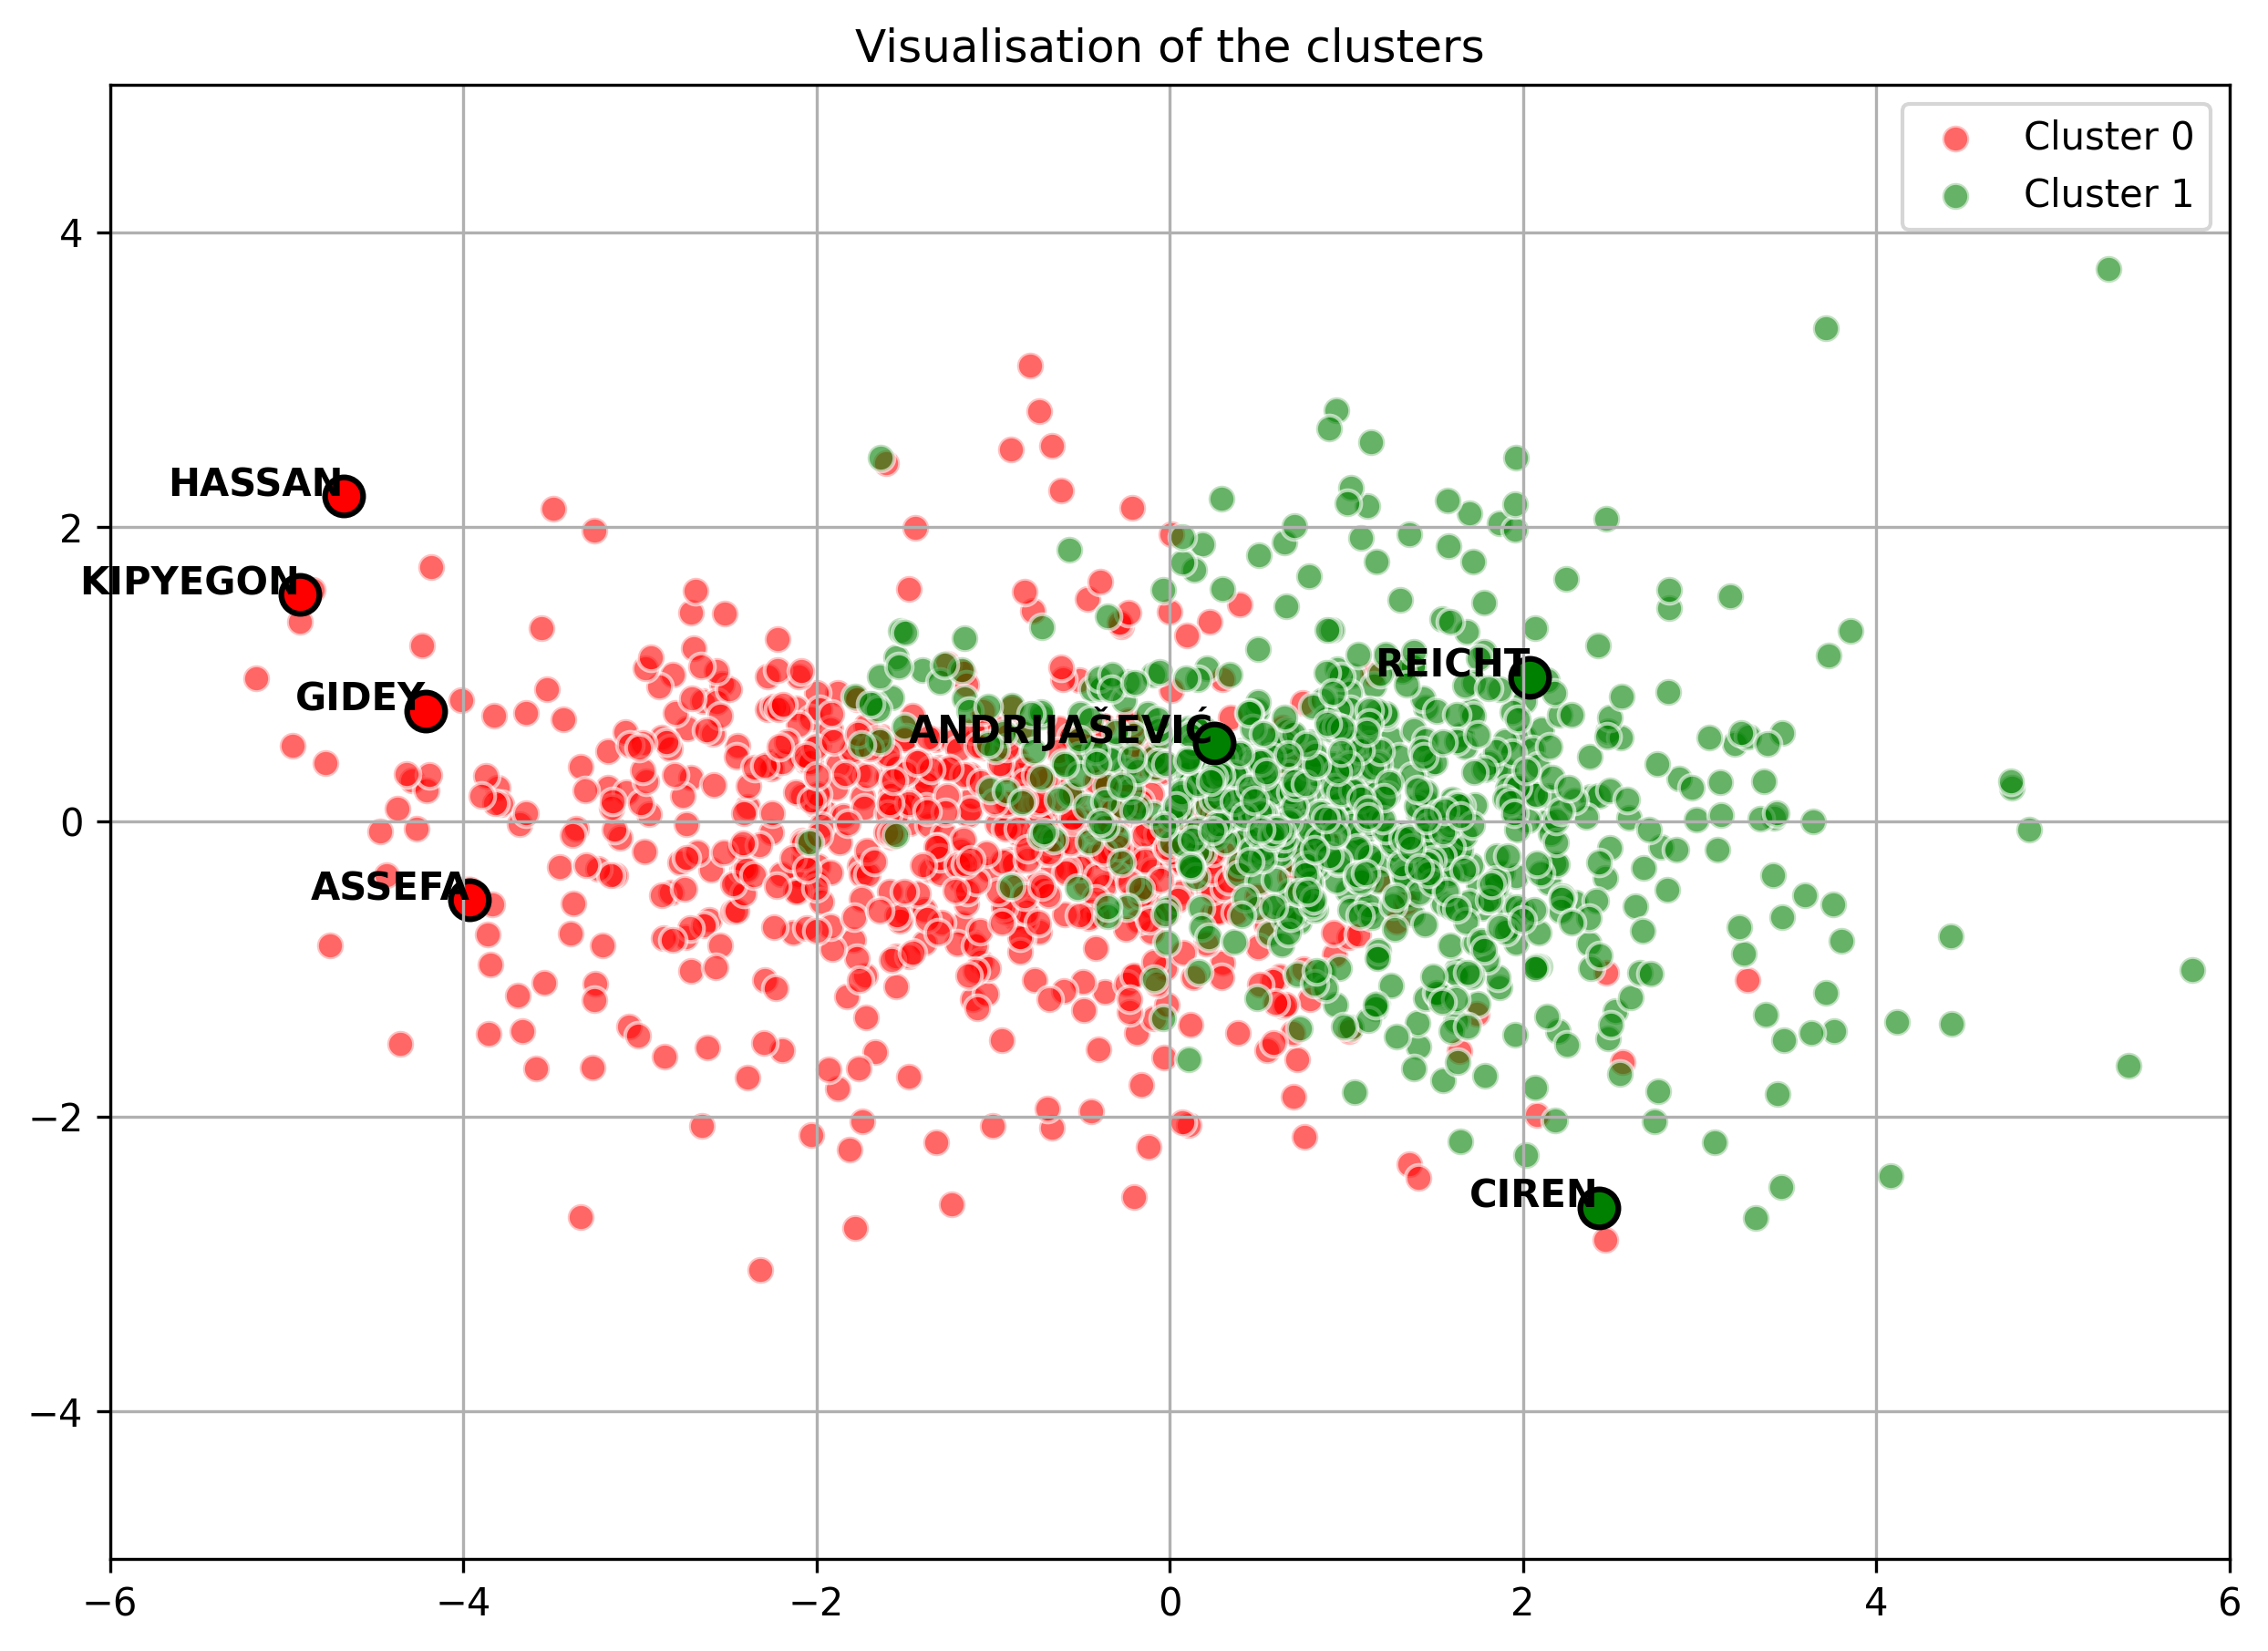 Visualisation of the clusters
Cluster 0
Cluster 1
4
HASSAN
2
KIPYEGON
REICHT
GIDEY
ANDRIJAŠEVIĆ
0
ASSEFA
−2
CIREN
−4
−6 −4 −2 0 2 4 6